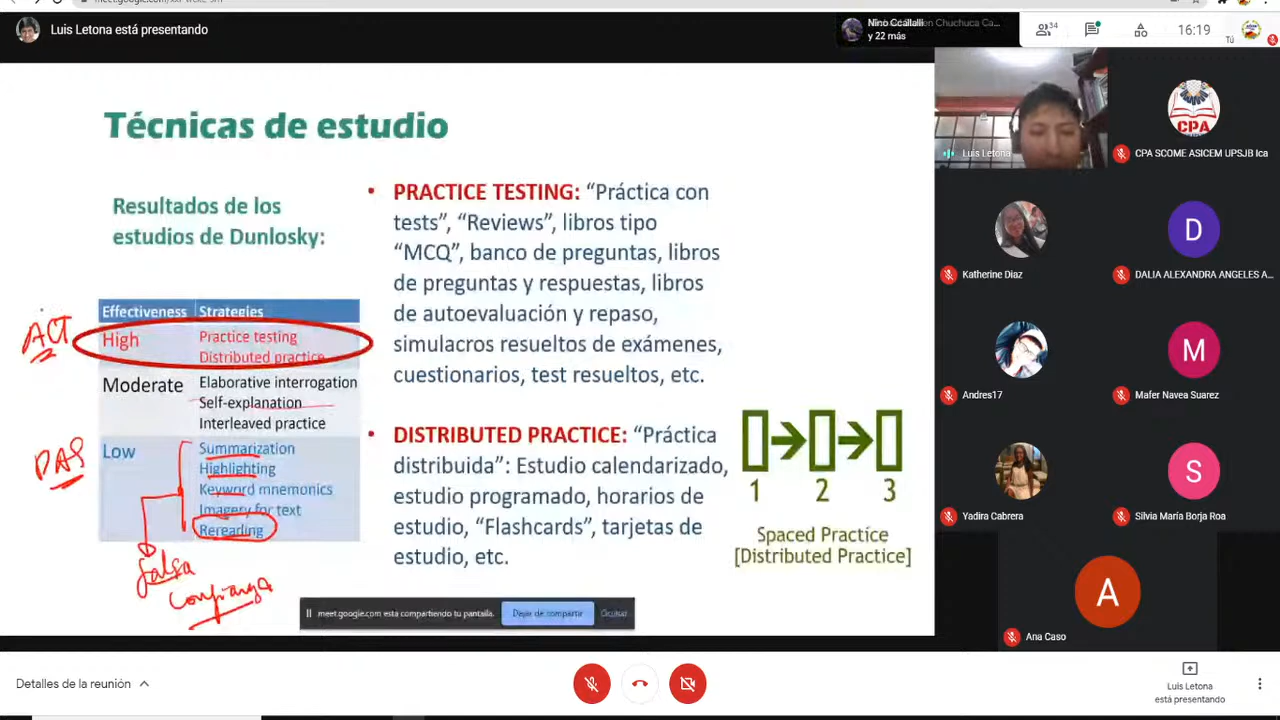 Luis Letona está presentando
Nino Ccallalli
y 22 más
34
16:19
Tú
Técnicas de estudio
Resultados de los
estudios de Dunlosky:
Effectiveness Strategies
High Practice testing
Distributed practice
Moderate Elaborative interrogation
Self-explanation
Interleaved practice
Low Summarization
Highlighting
Keyword mnemonics
Imagery for text
Rereading
ACT
PAS
falsa
confianza
• PRACTICE TESTING: “Práctica con
tests”, “Reviews”, libros tipo
“MCQ”, banco de preguntas, libros
de preguntas y respuestas, libros
de autoevaluación y repaso,
simulacros resueltos de exámenes,
cuestionarios, test resueltos, etc.
• DISTRIBUTED PRACTICE: “Práctica
distribuida”: Estudio calendarizado,
estudio programado, horarios de
estudio, “Flashcards”, tarjetas de
estudio, etc.
1 2 3
Spaced Practice
[Distributed Practice]
meet.google.com está compartiendo tu pantalla.
Dejar de compartir
Ocultar
Luis Letona
CPA
CPA SCOME ASICEM UPSJB Ica
Katherine Diaz
D
DALIA ALEXANDRA ANGELES A...
Andres17
M
Mafer Navea Suarez
Yadira Cabrera
S
Silvia María Borja Roa
A
Ana Caso
Detalles de la reunión
Luis Letona
está presentando